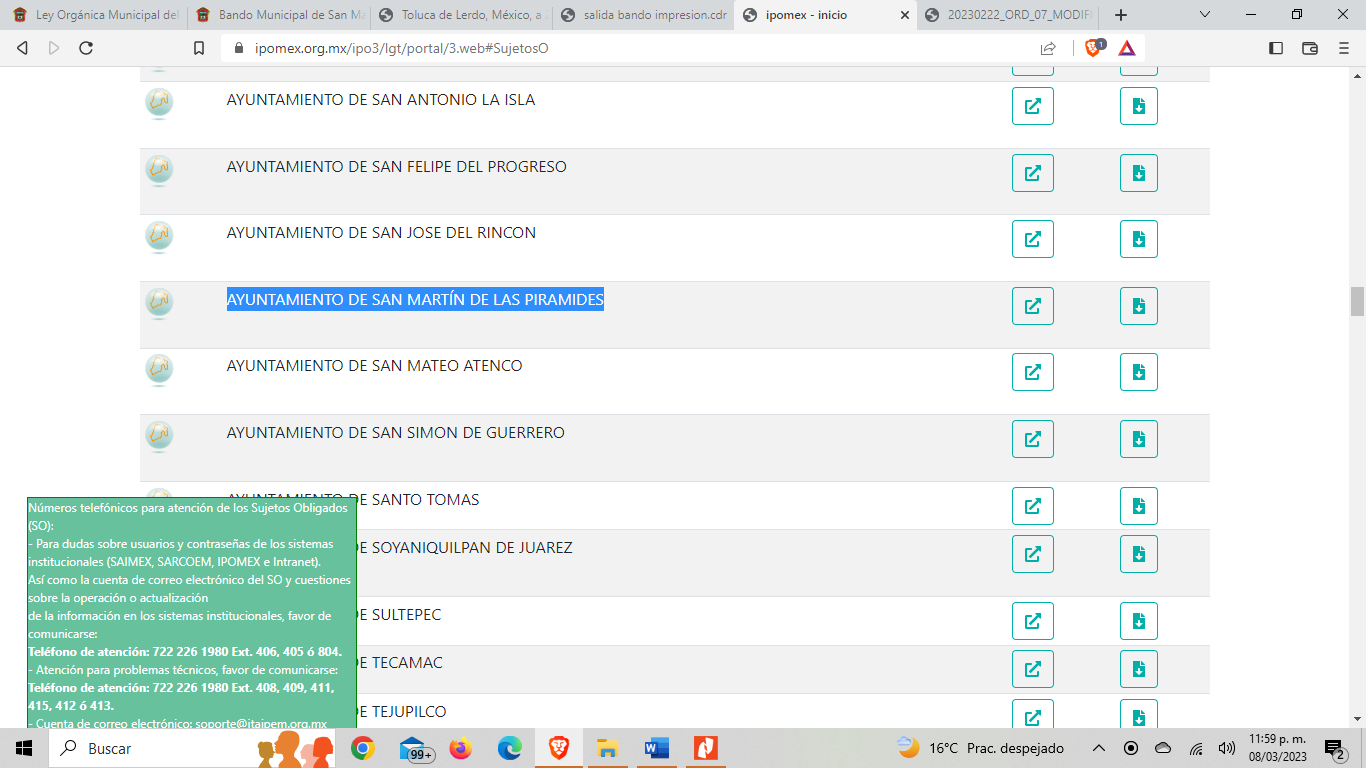 Ley Orgánica Municipal del
Bando Municipal de San Ma
Toluca de Lerdo, México, a
salida bando impresion.cdr
ipomex - inicio
20230222_ORD_07_MODIFI
ipomex.org.mx/ipo3/lgt/portal/3.web#SujetosO
1
AYUNTAMIENTO DE SAN ANTONIO LA ISLA
AYUNTAMIENTO DE SAN FELIPE DEL PROGRESO
AYUNTAMIENTO DE SAN JOSE DEL RINCON
AYUNTAMIENTO DE SAN MARTÍN DE LAS PIRAMIDES
AYUNTAMIENTO DE SAN MATEO ATENCO
AYUNTAMIENTO DE SAN SIMON DE GUERRERO
DE SANTO TOMAS
DE SOYANIQUILPAN DE JUAREZ
DE SULTEPEC
DE TECAMAC
DE TEJUPILCO
Números telefónicos para atención de los Sujetos Obligados
(SO):
- Para dudas sobre usuarios y contraseñas de los sistemas
institucionales (SAIMEX, SARCOEM, IPOMEX e Intranet).
Así como la cuenta de correo electrónico del SO y cuestiones
sobre la operación o actualización
de la información en los sistemas institucionales, favor de
comunicarse:
Teléfono de atención: 722 226 1980 Ext. 406, 405 ó 804.
- Atención para problemas técnicos, favor de comunicarse:
Teléfono de atención: 722 226 1980 Ext. 408, 409, 411,
415, 412 ó 413.
- Cuenta de correo electrónico: soporte@itaipem.org.mx
Buscar
99+
16°C Prac. despejado
11:59 p. m.
08/03/2023
2